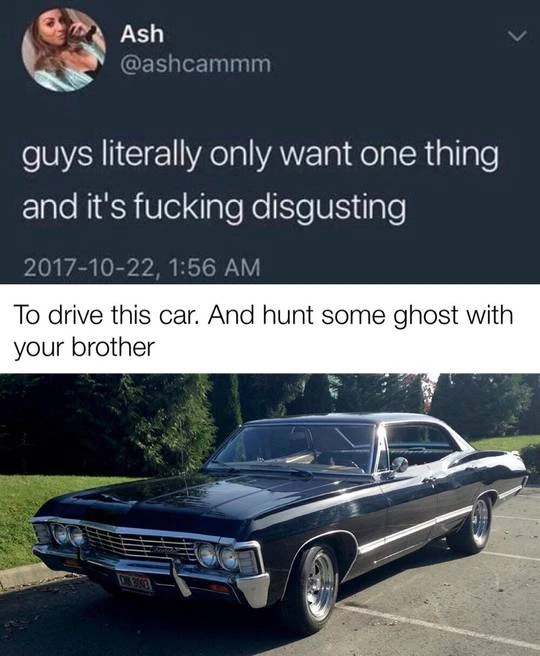 Ash
@ashcammm
guys literally only want one thing
and it's fucking disgusting
2017-10-22, 1:56 AM
To drive this car. And hunt some ghost with
your brother